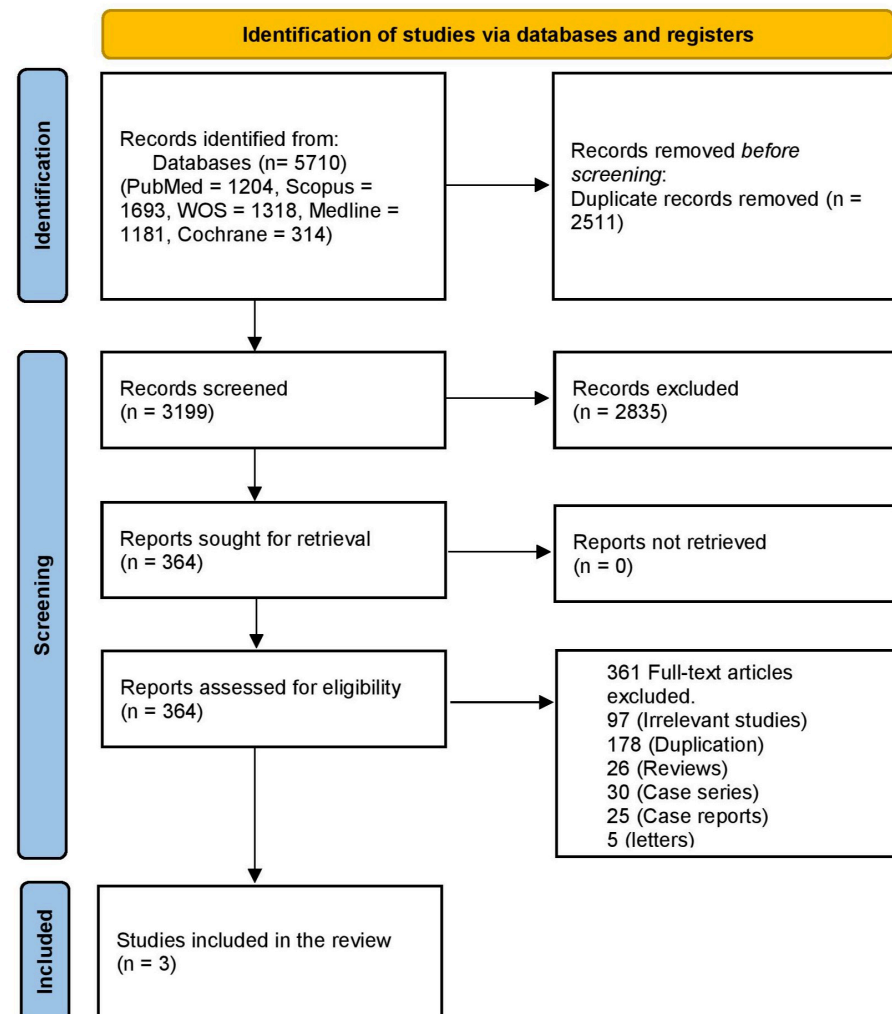 Identification of studies via databases and registers
Identification
Records identified from:
Databases (n= 5710)
(PubMed = 1204, Scopus =
1693, WOS = 1318, Medline =
1181, Cochrane = 314)
Records removed before
screening:
Duplicate records removed (n =
2511)
Screening
Records screened
(n = 3199)
Records excluded
(n = 2835)
Reports sought for retrieval
(n = 364)
Reports not retrieved
(n = 0)
Reports assessed for eligibility
(n = 364)
361 Full-text articles
excluded.
97 (Irrelevant studies)
178 (Duplication)
26 (Reviews)
30 (Case series)
25 (Case reports)
5 (letters)
Included
Studies included in the review
(n = 3)